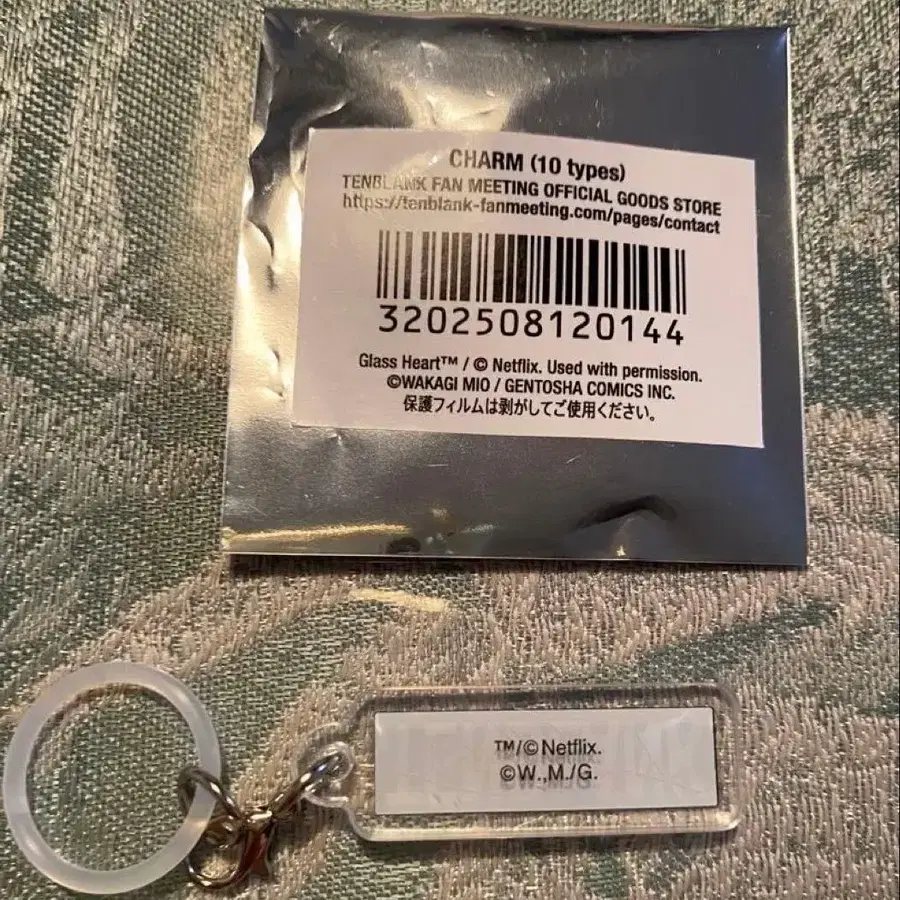 CHARM (10 types)
TENBLANK FAN MEETING OFFICIAL GOODS STORE
https://tenblank-fanmeeting.com/pages/contact
3202508120144
Glass Heart™ / © Netflix. Used with permission.
©WAKAGI MIO / GENTOSHA COMICS INC.
保護フィルムは剥がしてご使用ください。
™/©Netflix.
©W.,M./G.